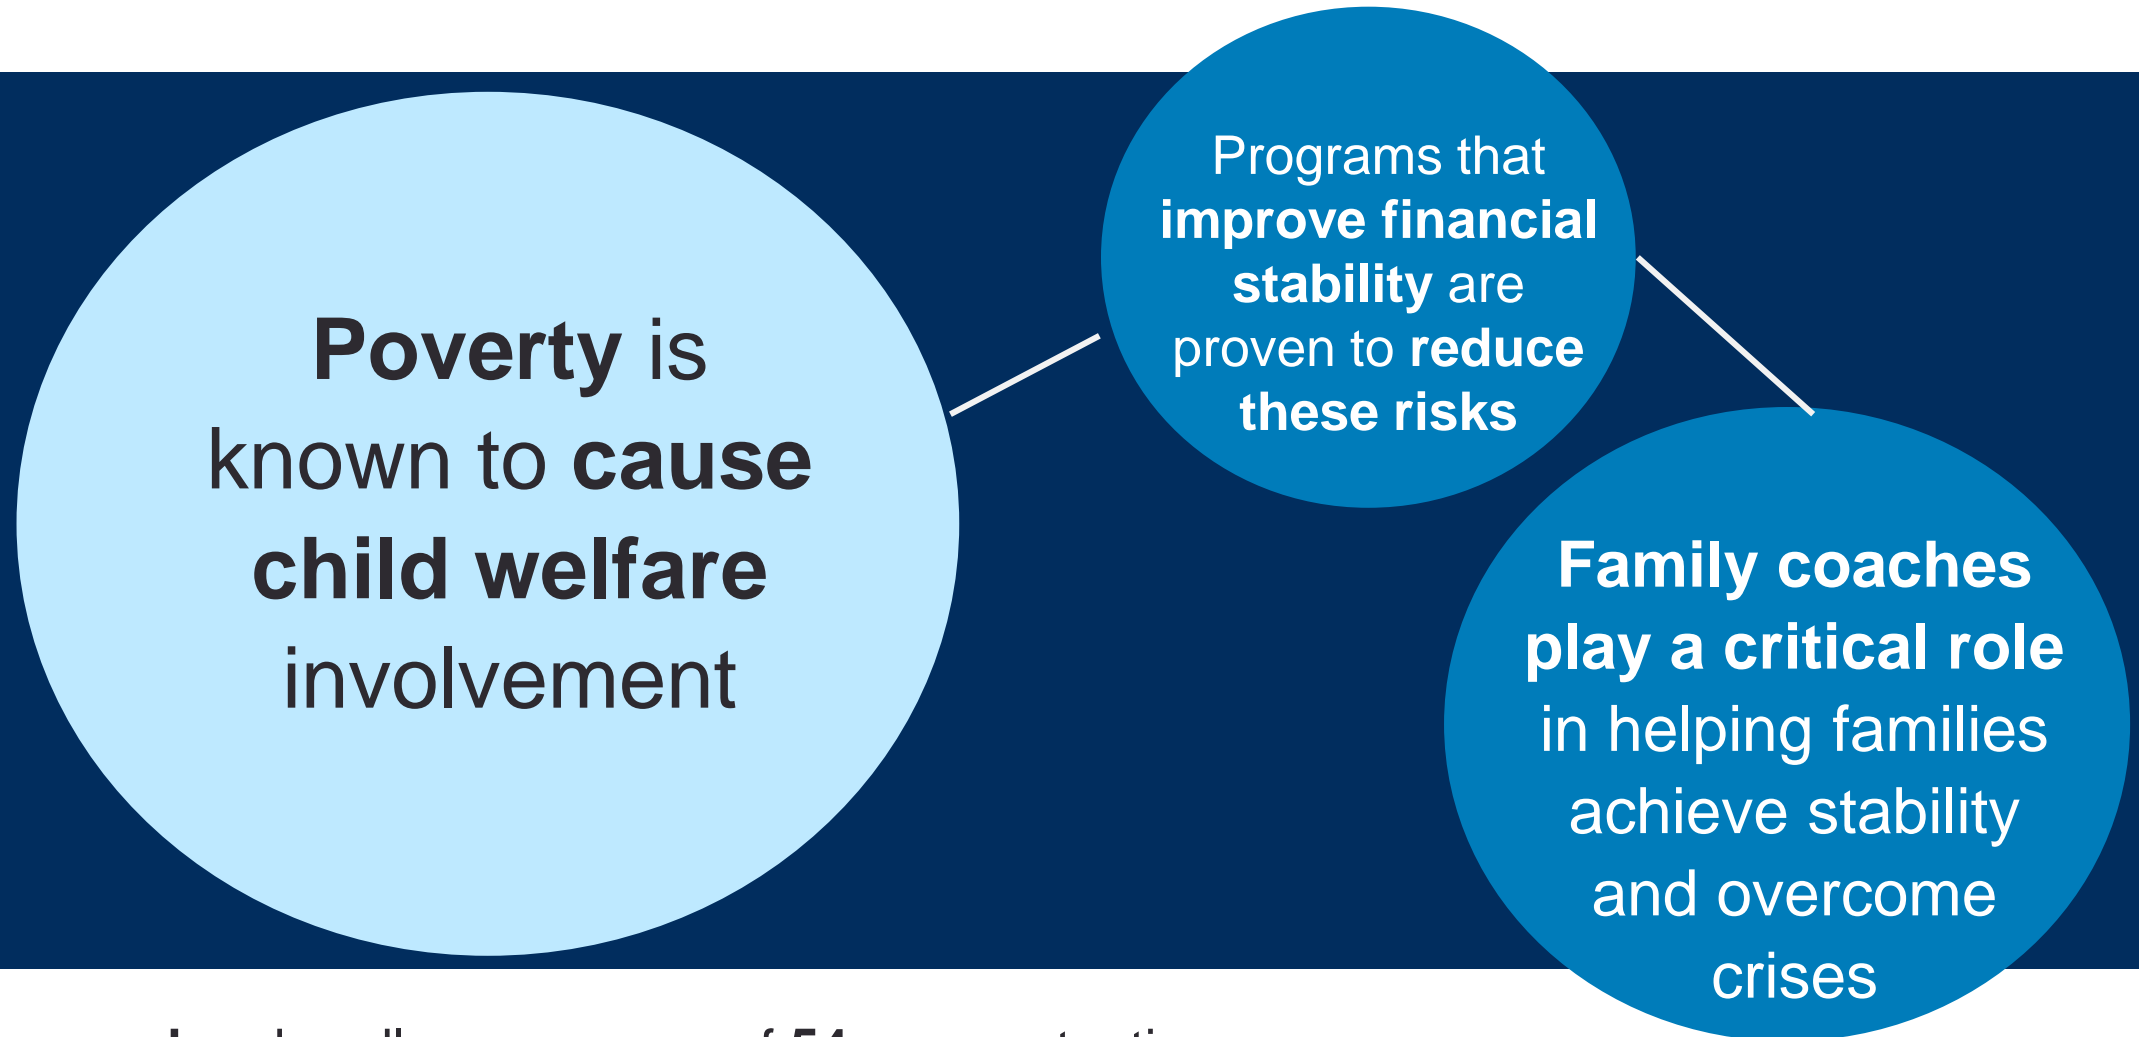 Poverty is
known to cause
child welfare
involvement
Programs that
improve financial
stability are
proven to reduce
these risks
Family coaches
play a critical role
in helping families
achieve stability
and overcome
crises